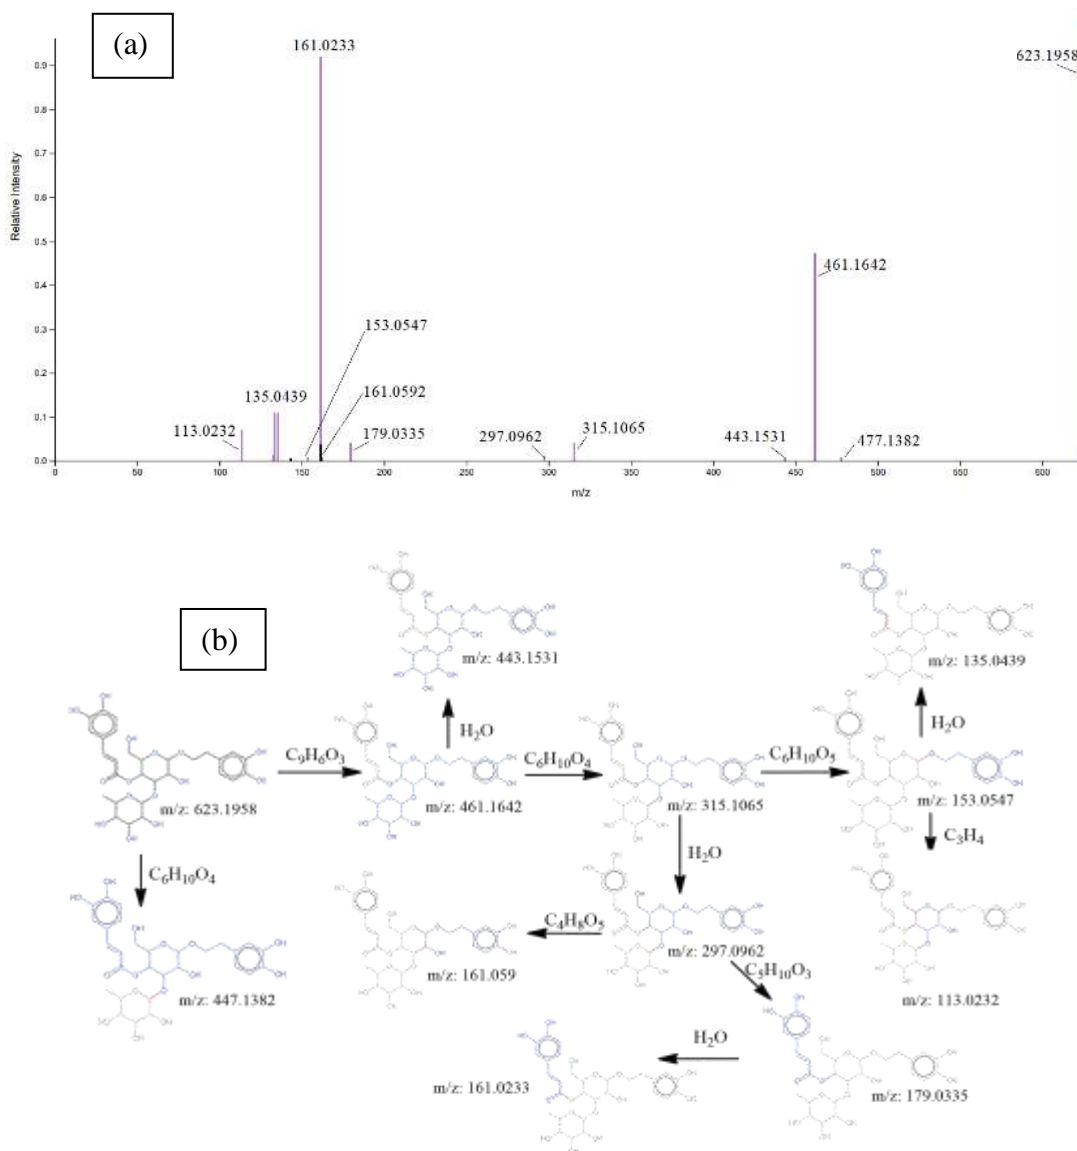 (a)
161.0233
623.1958
0.9
0.8
0.7
0.6
0.5
0.4
0.3
0.2
0.1
0.0
Relative Intensity
461.1642
153.0547
135.0439
161.0592
113.0232
179.0335
297.0962
315.1065
443.1531
477.1382
0
50
100
150
200
250
300
350
400
450
500
550
600
m/z
(b)
m/z: 443.1531
m/z: 135.0439
H₂O
H₂O
C₉H₆O₃
C₆H₁₀O₄
C₆H₁₀O₅
m/z: 623.1958
m/z: 461.1642
m/z: 315.1065
m/z: 153.0547
C₆H₁₀O₄
H₂O
C₃H₄
C₄H₈O₅
m/z: 447.1382
m/z: 161.059
m/z: 297.0962
C₅H₁₀O₃
m/z: 113.0232
H₂O
m/z: 161.0233
m/z: 179.0335